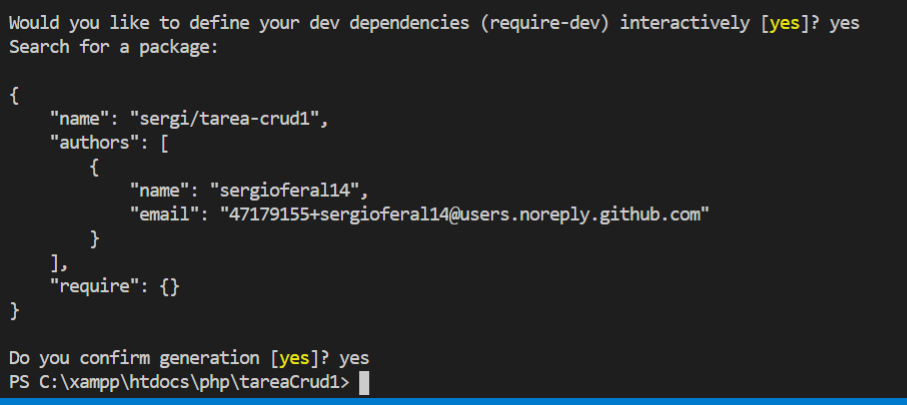 Would you like to define your dev dependencies (require-dev) interactively [yes]? yes
Search for a package:
{
    "name": "sergi/tarea-crud1",
    "authors": [
        {
            "name": "sergioferal14",
            "email": "47179155+sergioferal14@users.noreply.github.com"
        }
    ],
    "require": {}
}
Do you confirm generation [yes]? yes
PS C:\xampp\htdocs\php\tareaCrud1>